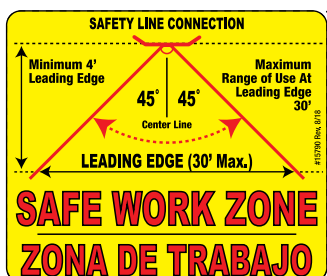 SAFETY LINE CONNECTION
Minimum 4'
Leading Edge
Maximum
Range of Use At
Leading Edge
30'
45° 45°
Center Line
#15790 Rev. 8/18
LEADING EDGE (30' Max.)
SAFE WORK ZONE
ZONA DE TRABAJO